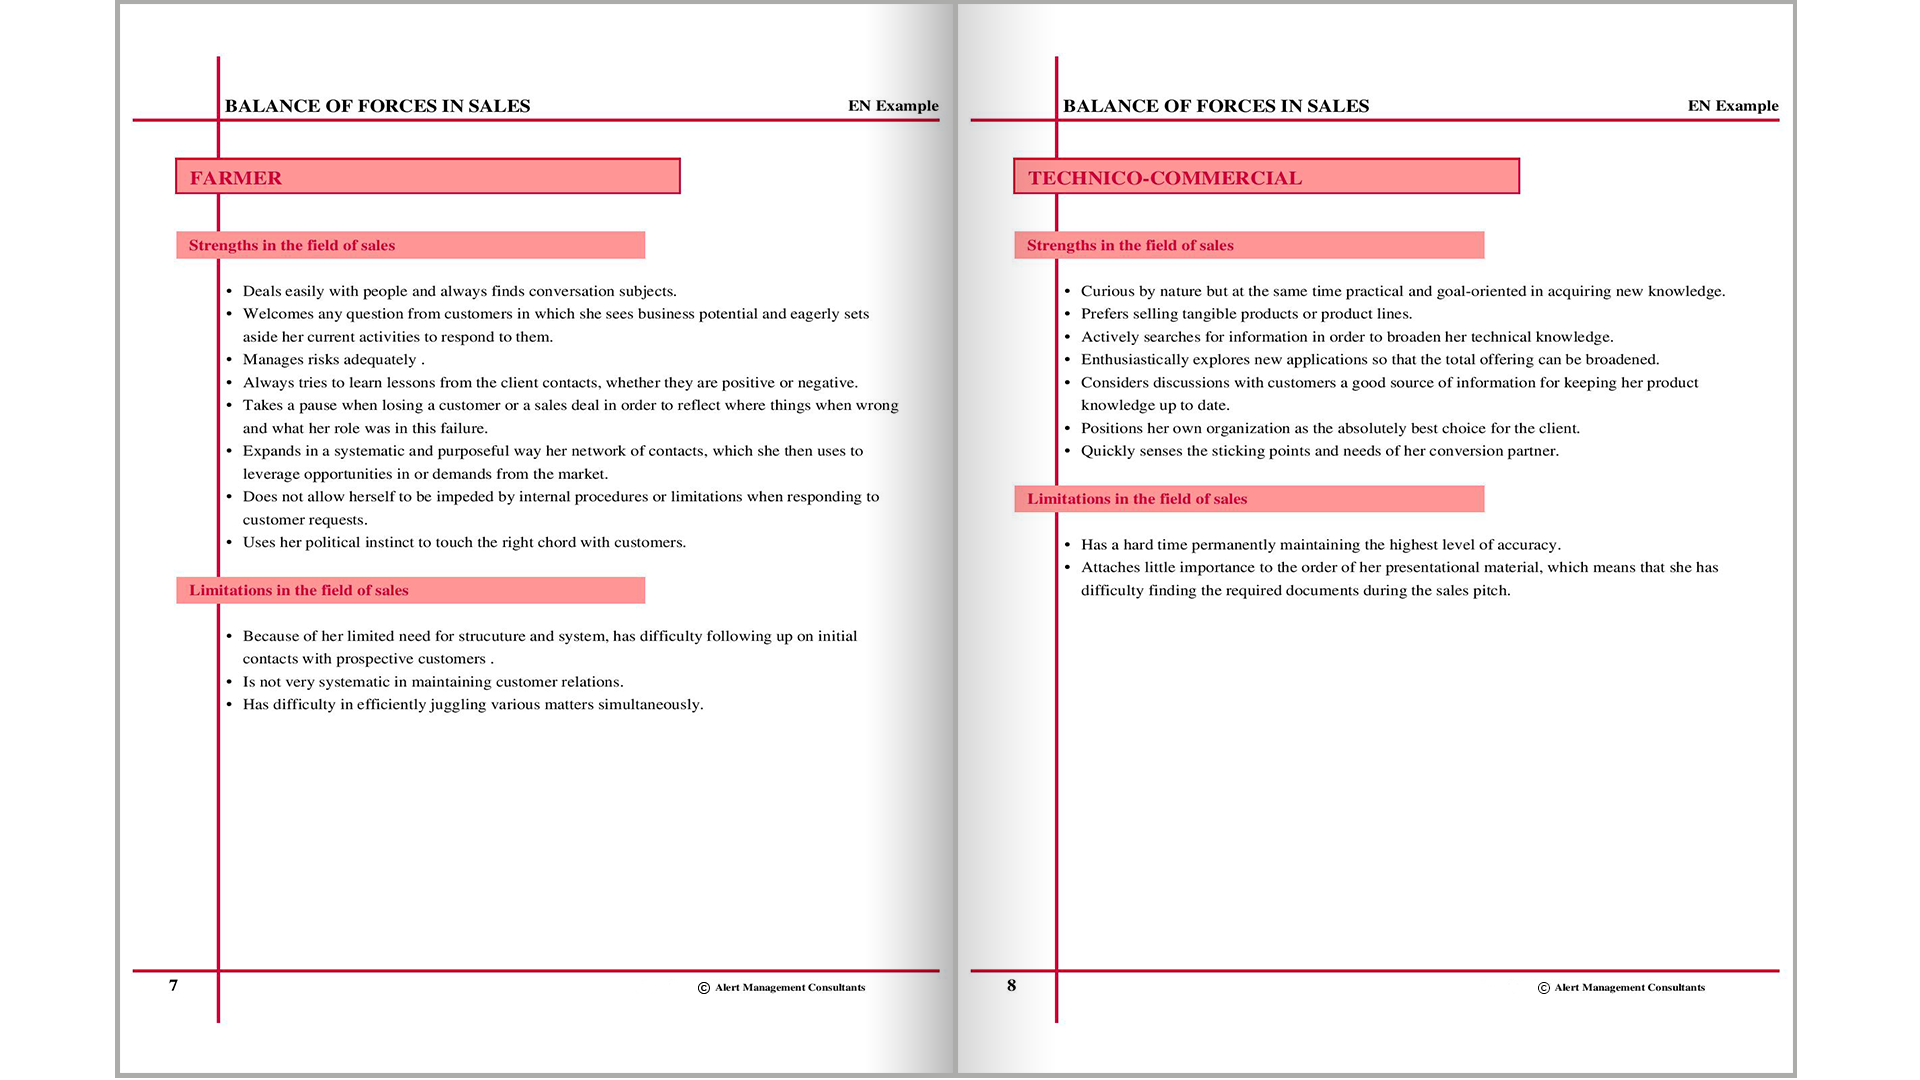 BALANCE OF FORCES IN SALES
EN Example
FARMER
Strengths in the field of sales
• Deals easily with people and always finds conversation subjects.
• Welcomes any question from customers in which she sees business potential and eagerly sets
aside her current activities to respond to them.
• Manages risks adequately .
• Always tries to learn lessons from the client contacts, whether they are positive or negative.
• Takes a pause when losing a customer or a sales deal in order to reflect where things when wrong
and what her role was in this failure.
• Expands in a systematic and purposeful way her network of contacts, which she then uses to
leverage opportunities in or demands from the market.
• Does not allow herself to be impeded by internal procedures or limitations when responding to
customer requests.
• Uses her political instinct to touch the right chord with customers.
Limitations in the field of sales
• Because of her limited need for strucuture and system, has difficulty following up on initial
contacts with prospective customers .
• Is not very systematic in maintaining customer relations.
• Has difficulty in efficiently juggling various matters simultaneously.
7
© Alert Management Consultants
BALANCE OF FORCES IN SALES
EN Example
TECHNICO-COMMERCIAL
Strengths in the field of sales
• Curious by nature but at the same time practical and goal-oriented in acquiring new knowledge.
• Prefers selling tangible products or product lines.
• Actively searches for information in order to broaden her technical knowledge.
• Enthusiastically explores new applications so that the total offering can be broadened.
• Considers discussions with customers a good source of information for keeping her product
knowledge up to date.
• Positions her own organization as the absolutely best choice for the client.
• Quickly senses the sticking points and needs of her conversion partner.
Limitations in the field of sales
• Has a hard time permanently maintaining the highest level of accuracy.
• Attaches little importance to the order of her presentational material, which means that she has
difficulty finding the required documents during the sales pitch.
8
© Alert Management Consultants